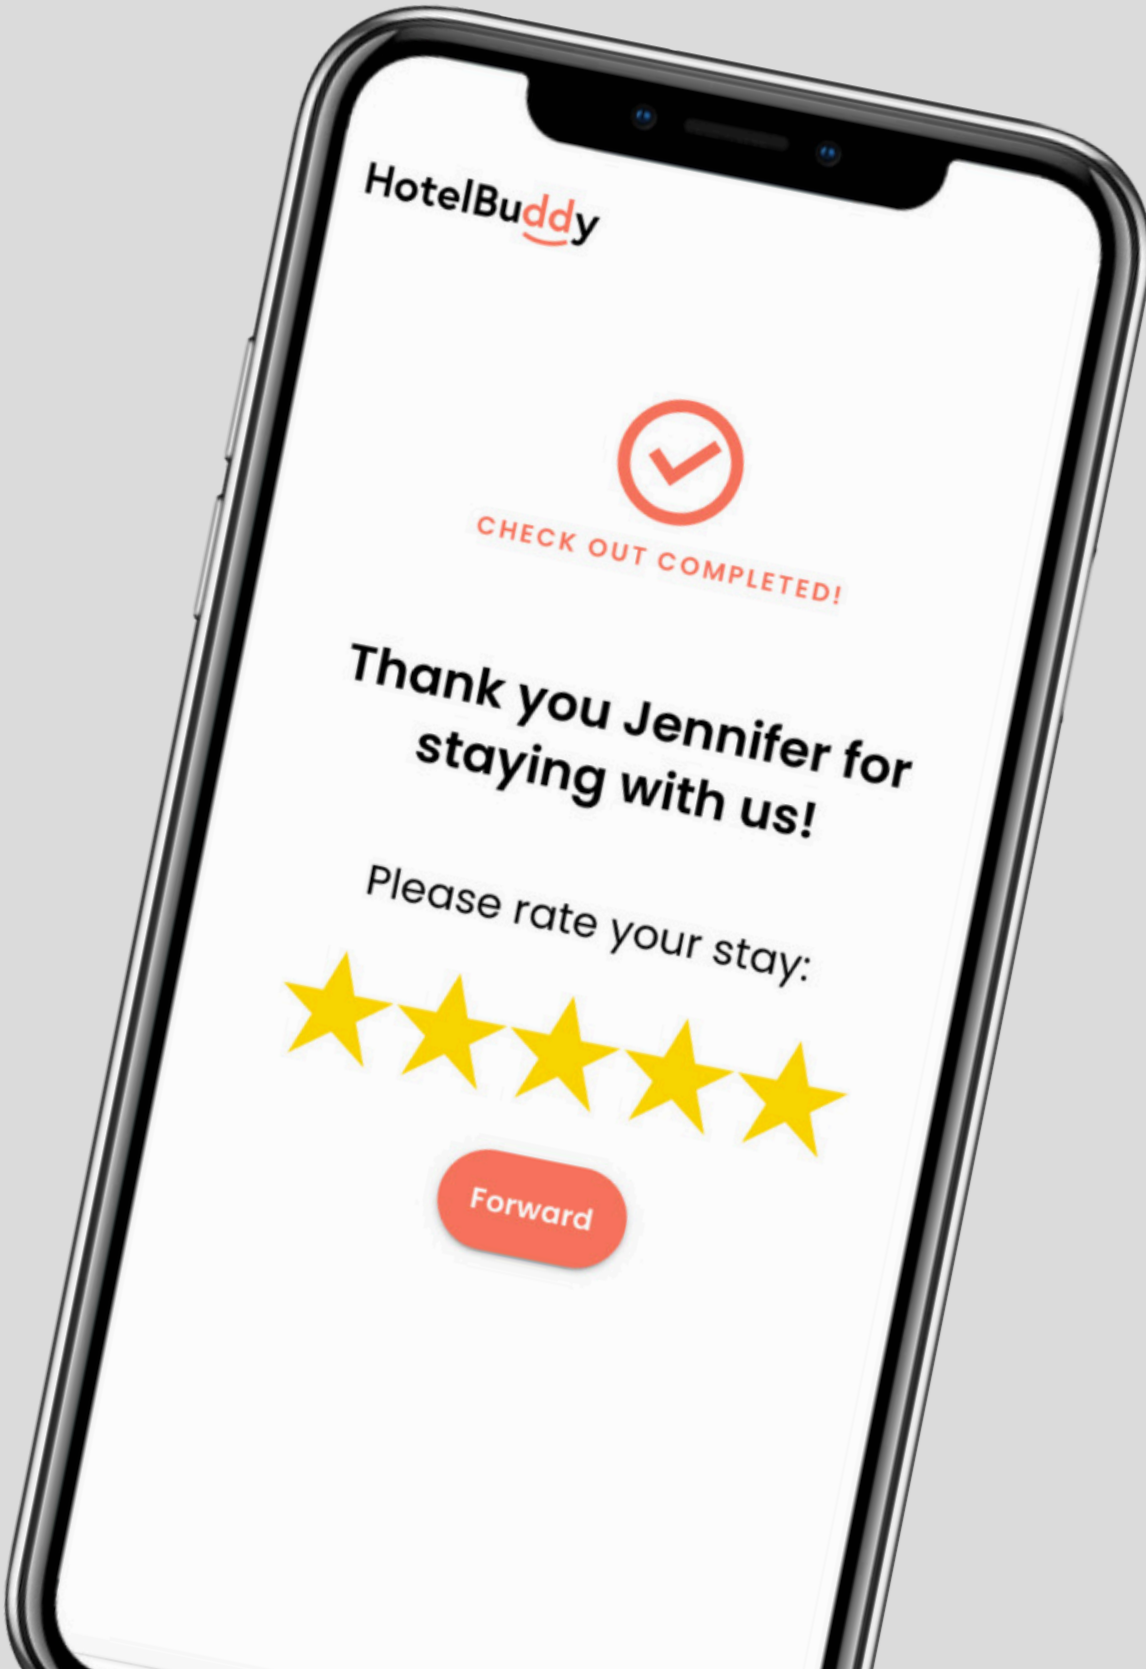 HotelBuddy
CHECK OUT COMPLETED!
Thank you Jennifer for
staying with us!
Please rate your stay:
Forward